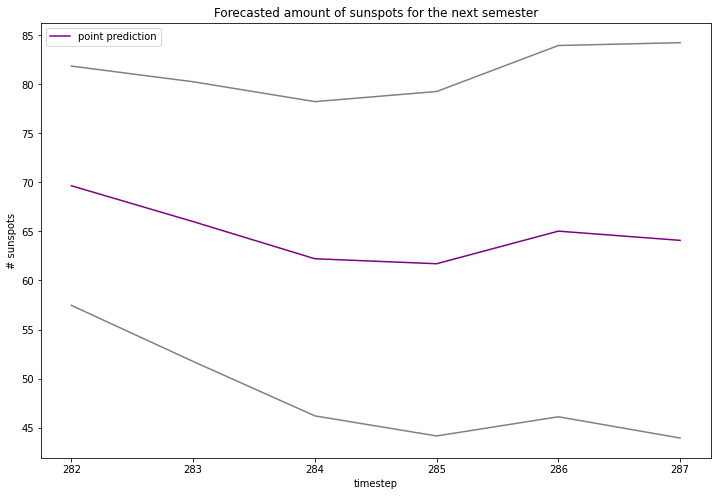 Forecasted amount of sunspots for the next semester
point prediction
85
80
75
70
65
60
55
50
45
# sunspots
282 283 284 285 286 287
timestep